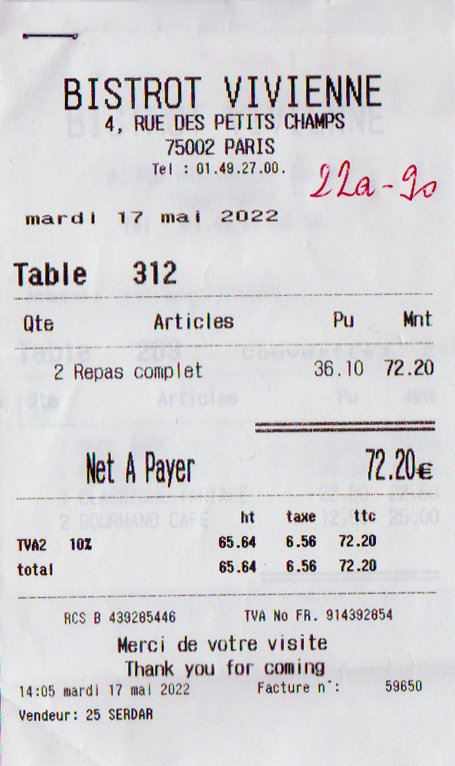 BISTROT VIVIENNE
4, RUE DES PETITS CHAMPS
75002 PARIS
Tel : 01.49.27.00.
22a-90
mardi 17 mai 2022
Table 312
Qte Articles Pu Mnt
2 Repas complet 36.10 72.20
Net A Payer 72.20€
ht taxe ttc
TVA2 10% 65.64 6.56 72.20
total 65.64 6.56 72.20
RCS B 439285446 TVA No FR. 914392854
Merci de votre visite
Thank you for coming
14:05 mardi 17 mai 2022 Facture n°: 59650
Vendeur: 25 SERDAR